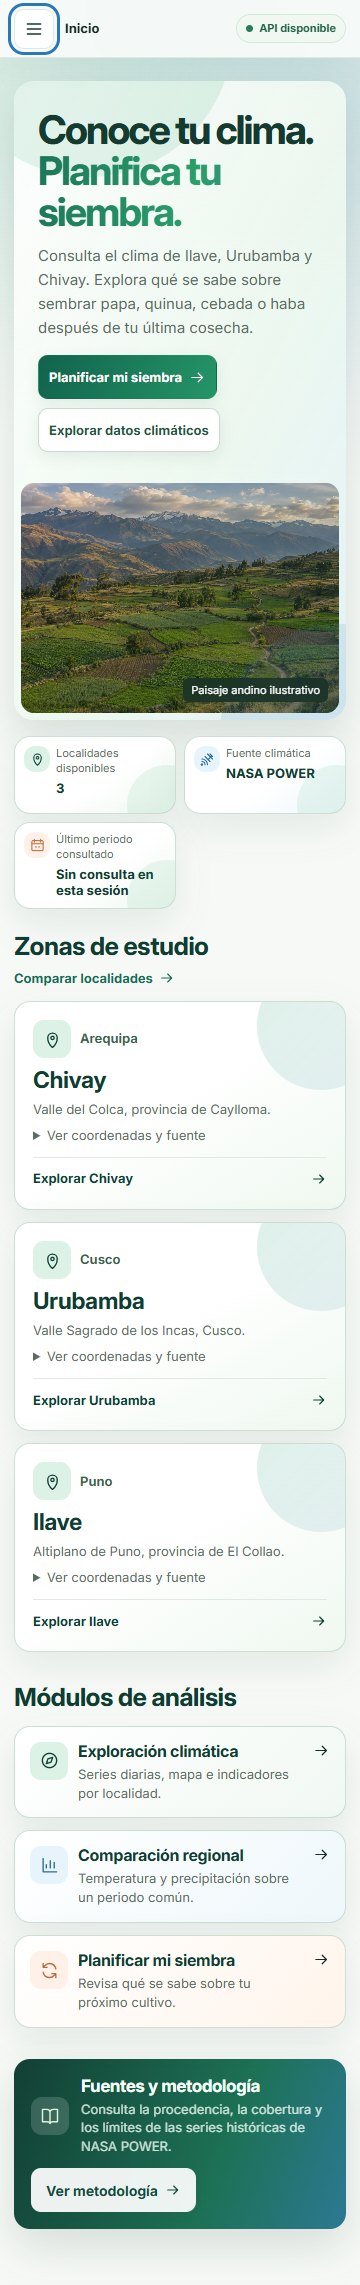 Inicio
API disponible
Conoce tu clima.
Planifica tu
siembra.
Consulta el clima de Ilave, Urubamba y
Chivay. Explora qué se sabe sobre
sembrar papa, quinua, cebada o haba
después de tu última cosecha.
Planificar mi siembra →
Explorar datos climáticos
Paisaje andino ilustrativo
Localidades
disponibles
3
Fuente climática
NASA POWER
Último periodo
consultado
Sin consulta en
esta sesión
Zonas de estudio
Comparar localidades →
Arequipa
Chivay
Valle del Colca, provincia de Caylloma.
▶ Ver coordenadas y fuente
Explorar Chivay →
Cusco
Urubamba
Valle Sagrado de los Incas, Cusco.
▶ Ver coordenadas y fuente
Explorar Urubamba →
Puno
Ilave
Altiplano de Puno, provincia de El Collao.
▶ Ver coordenadas y fuente
Explorar Ilave →
Módulos de análisis
Exploración climática →
Series diarias, mapa e indicadores
por localidad.
Comparación regional →
Temperatura y precipitación sobre
un periodo común.
Planificar mi siembra →
Revisa qué se sabe sobre tu
próximo cultivo.
Fuentes y metodología
Consulta la procedencia, la cobertura y
los límites de las series históricas de
NASA POWER.
Ver metodología →